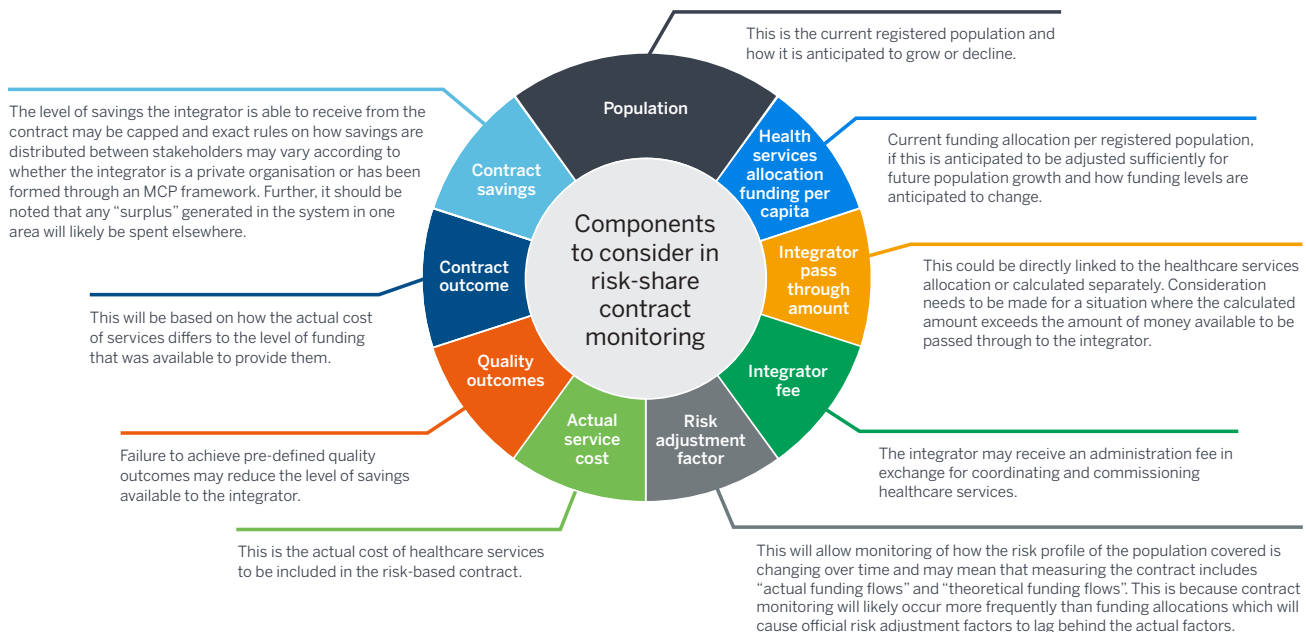 This is the current registered population and
how it is anticipated to grow or decline.
Population
The level of savings the integrator is able to receive from the
contract may be capped and exact rules on how savings are
distributed between stakeholders may vary according to
whether the integrator is a private organisation or has been
formed through an MCP framework. Further, it should be
noted that any “surplus” generated in the system in one
area will likely be spent elsewhere.
Contract
savings
Health
services
allocation
funding per
capita
Current funding allocation per registered population,
if this is anticipated to be adjusted sufficiently for
future population growth and how funding levels are
anticipated to change.
Components
to consider in
risk-share
contract
monitoring
Contract
outcome
Integrator
pass
through
amount
This could be directly linked to the healthcare services
allocation or calculated separately. Consideration
needs to be made for a situation where the calculated
amount exceeds the amount of money available to be
passed through to the integrator.
This will be based on how the actual cost
of services differs to the level of funding
that was available to provide them.
Quality
outcomes
Integrator
fee
Actual
service
cost
Risk
adjustment
factor
Failure to achieve pre-defined quality
outcomes may reduce the level of savings
available to the integrator.
The integrator may receive an administration fee in
exchange for coordinating and commissioning
healthcare services.
This is the actual cost of healthcare services
to be included in the risk-based contract.
This will allow monitoring of how the risk profile of the population covered is
changing over time and may mean that measuring the contract includes
“actual funding flows” and “theoretical funding flows”. This is because contract
monitoring will likely occur more frequently than funding allocations which will
cause official risk adjustment factors to lag behind the actual factors.